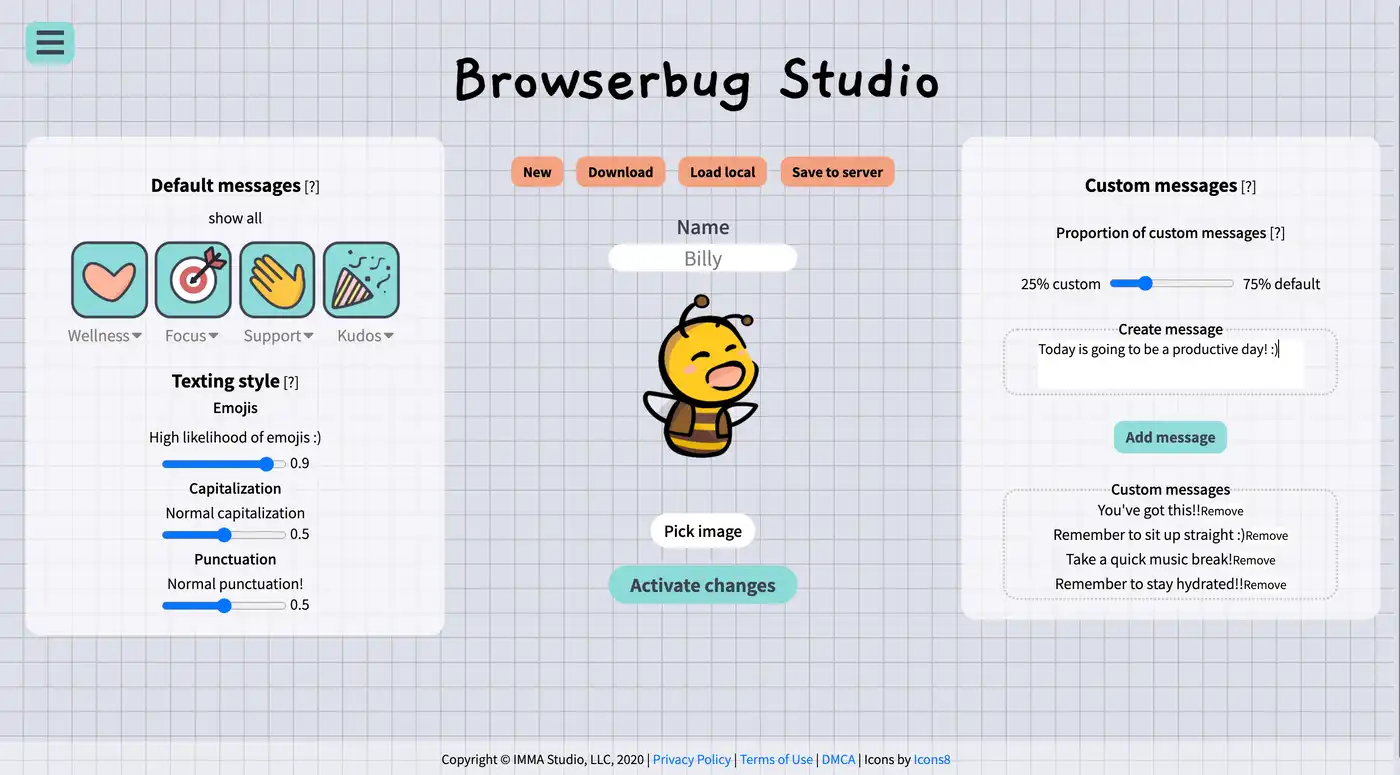 Browserbug Studio
Default messages [?]
show all
Wellness
Focus
Support
Kudos
Texting style [?]
Emojis
High likelihood of emojis :)
0.9
Capitalization
Normal capitalization
0.5
Punctuation
Normal punctuation!
0.5
New
Download
Load local
Save to server
Name
Billy
Pick image
Activate changes
Custom messages [?]
Proportion of custom messages [?]
25% custom
75% default
Create message
Today is going to be a productive day! :)
Add message
Custom messages
You've got this!!Remove
Remember to sit up straight :)Remove
Take a quick music break!Remove
Remember to stay hydrated!!Remove
Copyright © IMMA Studio, LLC, 2020 | Privacy Policy | Terms of Use | DMCA | Icons by Icons8